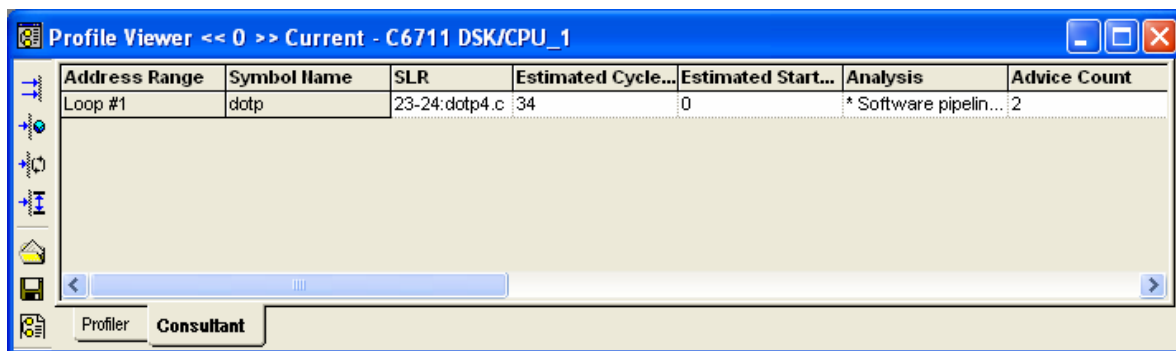 Profile Viewer << 0 >> Current - C6711 DSK/CPU_1
Address Range Symbol Name SLR Estimated Cycle... Estimated Start... Analysis Advice Count
Loop #1 dotp 23-24:dotp4.c 34 0 * Software pipelin... 2
Profiler Consultant